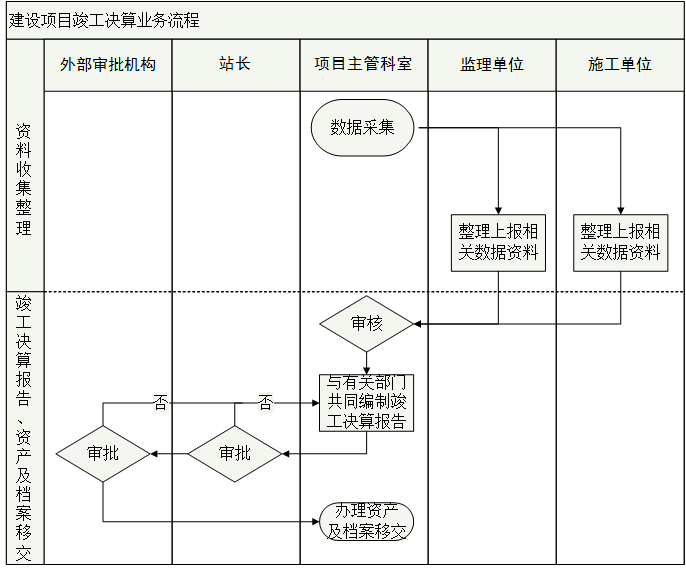 建设项目竣工决算业务流程
外部审批机构
站长
项目主管科室
监理单位
施工单位
资料收集整理
数据采集
整理上报相
关数据资料
整理上报相
关数据资料
竣工决算报告、资产及档案移交
审核
与有关部门
共同编制竣
工决算报告
否
否
审批
审批
办理资产
及档案移交